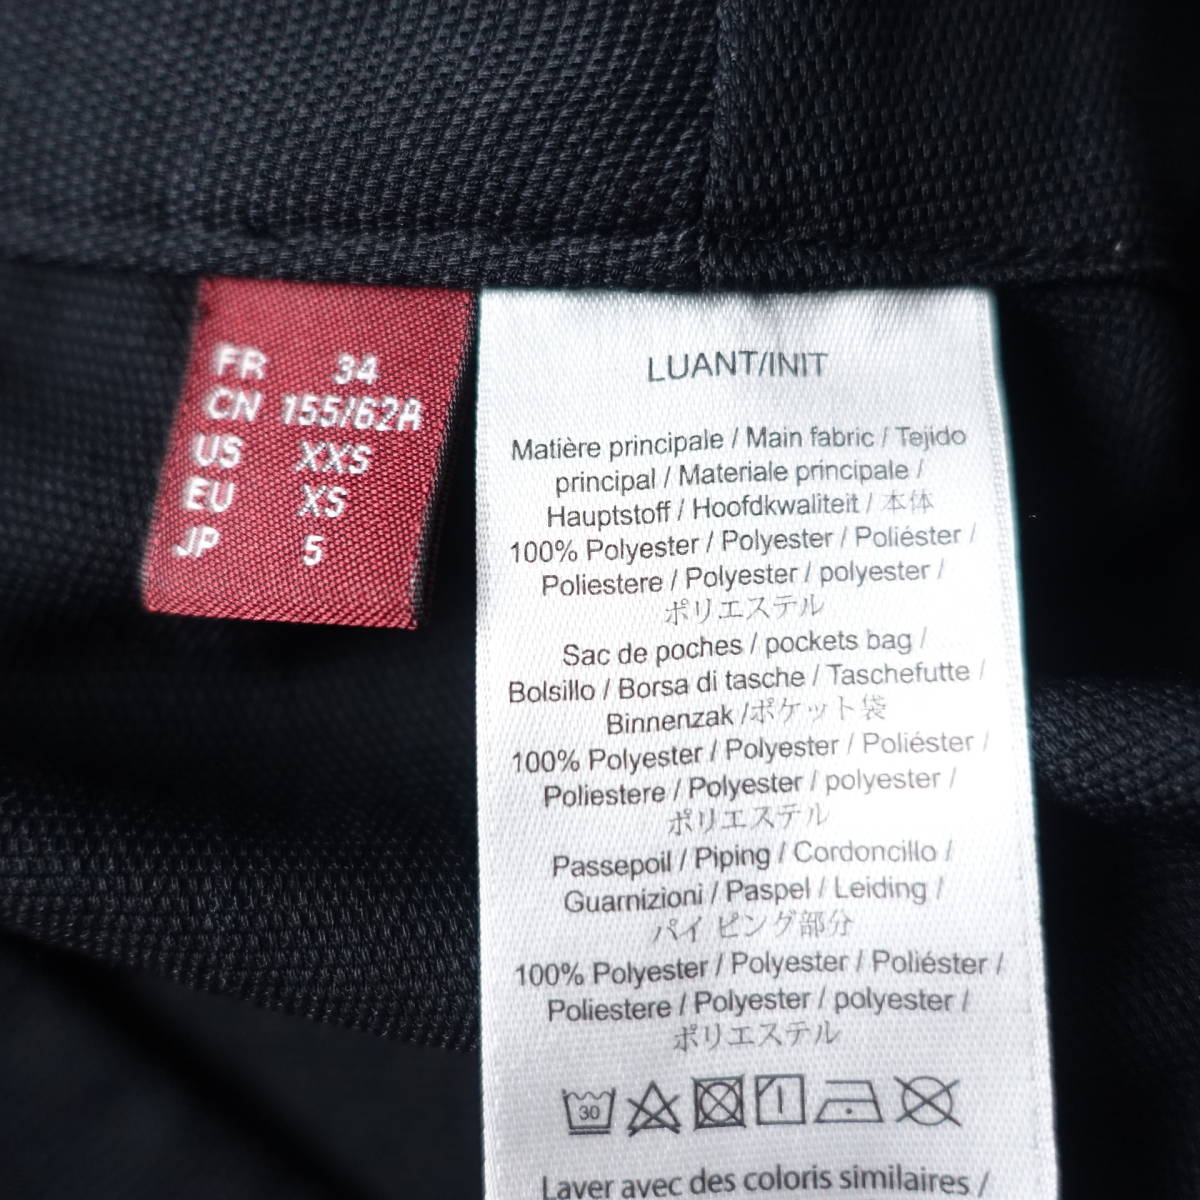 FR 34
CN 155/62A
US XXS
EU XS
JP 5
LUANT/INIT
Matière principale / Main fabric / Tejido
principal / Materiale principale /
Hauptstoff / Hoofdkwaliteit / 本体
100% Polyester / Polyester / Poliéster /
Poliestere / Polyester / polyester /
ポリエステル
Sac de poches / pockets bag /
Bolsillo / Borsa di tasche / Taschefutte /
Binnenzak /ポケット袋
100% Polyester / Polyester / Poliéster /
Poliestere / Polyester / polyester /
ポリエステル
Passepoil / Piping / Cordoncillo /
Guarnizioni / Paspel / Leiding /
パイピング部分
100% Polyester / Polyester / Poliéster /
Poliestere / Polyester / polyester /
ポリエステル
30
Laver avec des coloris similaires /